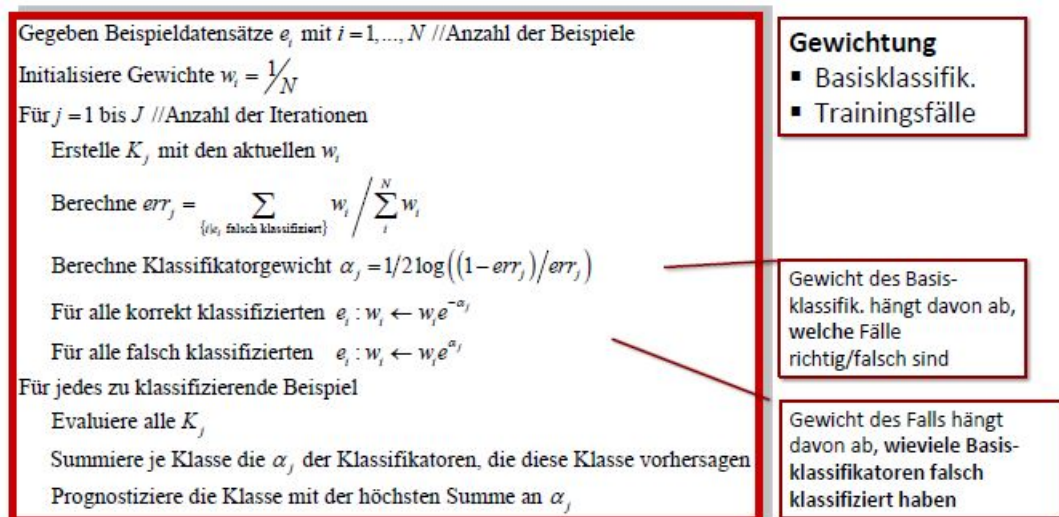 Gegeben Beispieldatensätze e_i mit i = 1,..., N //Anzahl der Beispiele
Initialisiere Gewichte w_i = 1/N
Für j = 1 bis J //Anzahl der Iterationen
Erstelle K_j mit den aktuellen w_i
Berechne err_j = ∑_{i|e_i falsch klassifiziert} w_i / ∑_i^N w_i
Berechne Klassifikatorgewicht α_j = 1/2 log((1 − err_j)/err_j)
Für alle korrekt klassifizierten e_i : w_i ← w_i e^{−α_j}
Für alle falsch klassifizierten e_i : w_i ← w_i e^{α_j}
Für jedes zu klassifizierende Beispiel
Evaluiere alle K_j
Summiere je Klasse die α_j der Klassifikatoren, die diese Klasse vorhersagen
Prognostiziere die Klasse mit der höchsten Summe an α_j
Gewichtung
▪ Basisklassifik.
▪ Trainingsfälle
Gewicht des Basis-
klassifik. hängt davon ab,
welche Fälle
richtig/falsch sind
Gewicht des Falls hängt
davon ab, wieviele Basis-
klassifikatoren falsch
klassifiziert haben